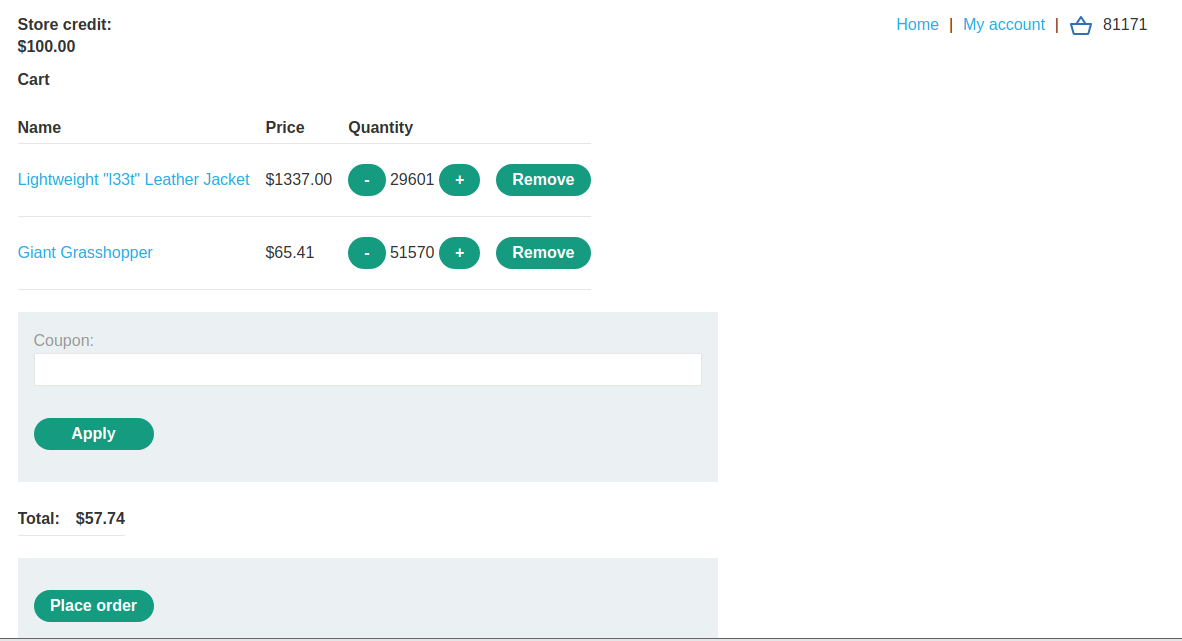 Store credit:
$100.00
Home | My account | 81171
Cart
Name Price Quantity
Lightweight "l33t" Leather Jacket $1337.00 - 29601 + Remove
Giant Grasshopper $65.41 - 51570 + Remove
Coupon:
Apply
Total: $57.74
Place order